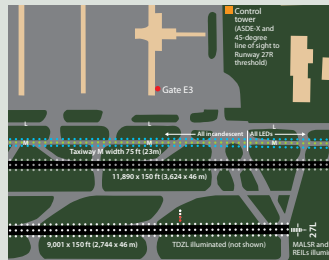 Control
tower
(ASDE-X and
45-degree
line of sight to
Runway 27R
threshold)
Gate E3
L
L
All incandescent
All LEDs
M
M
M
Taxiway M width 75 ft (23m)
11,890 x 150 ft (3,624 x 46 m)
27L
9,001 x 150 ft (2,744 x 46 m)
TDZL illuminated (not shown)
MALSR and
REILs illumi